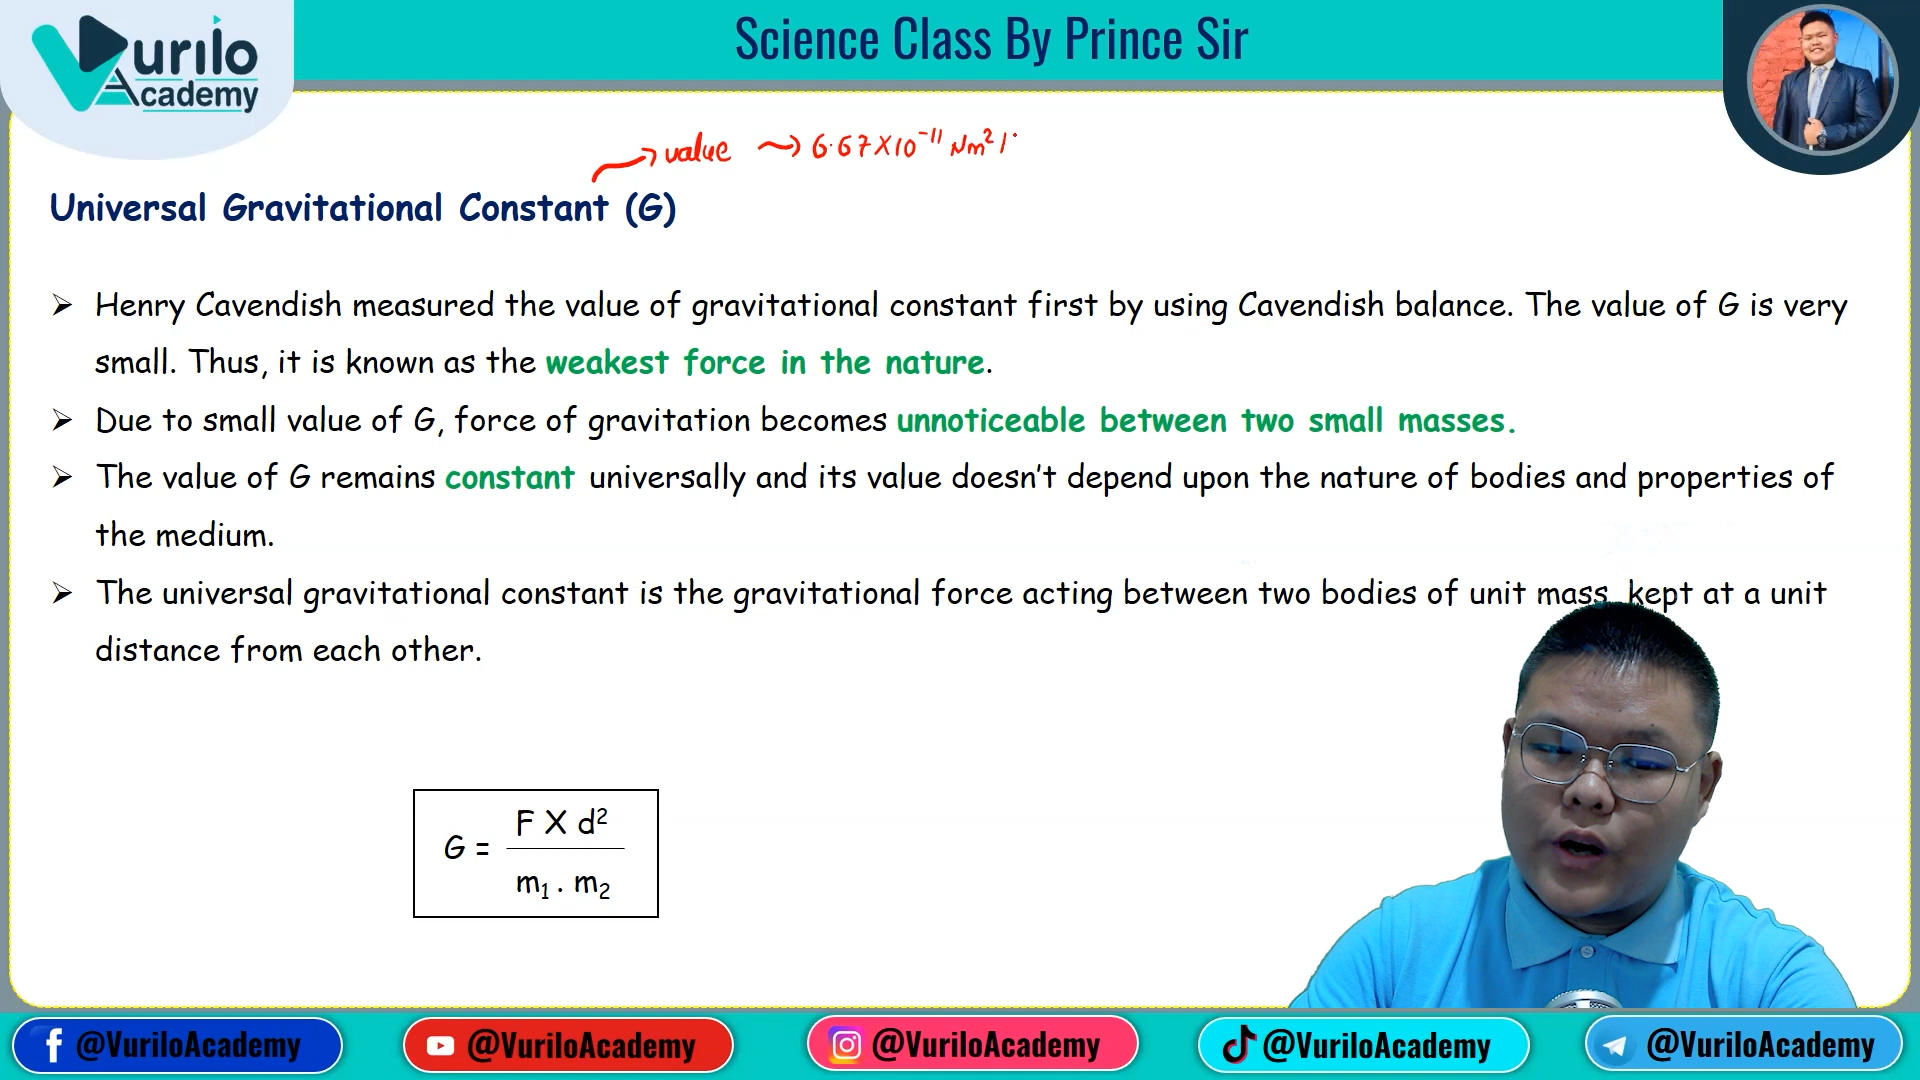 Vurilo
Academy
Science Class By Prince Sir
value 6.67×10⁻¹¹ Nm² /
Universal Gravitational Constant (G)
➢ Henry Cavendish measured the value of gravitational constant first by using Cavendish balance. The value of G is very
small. Thus, it is known as the weakest force in the nature.
➢ Due to small value of G, force of gravitation becomes unnoticeable between two small masses.
➢ The value of G remains constant universally and its value doesn't depend upon the nature of bodies and properties of
the medium.
➢ The universal gravitational constant is the gravitational force acting between two bodies of unit mass kept at a unit
distance from each other.
F X d²
G =
m₁ . m₂
@VuriloAcademy
@VuriloAcademy
@VuriloAcademy
@VuriloAcademy
@VuriloAcademy